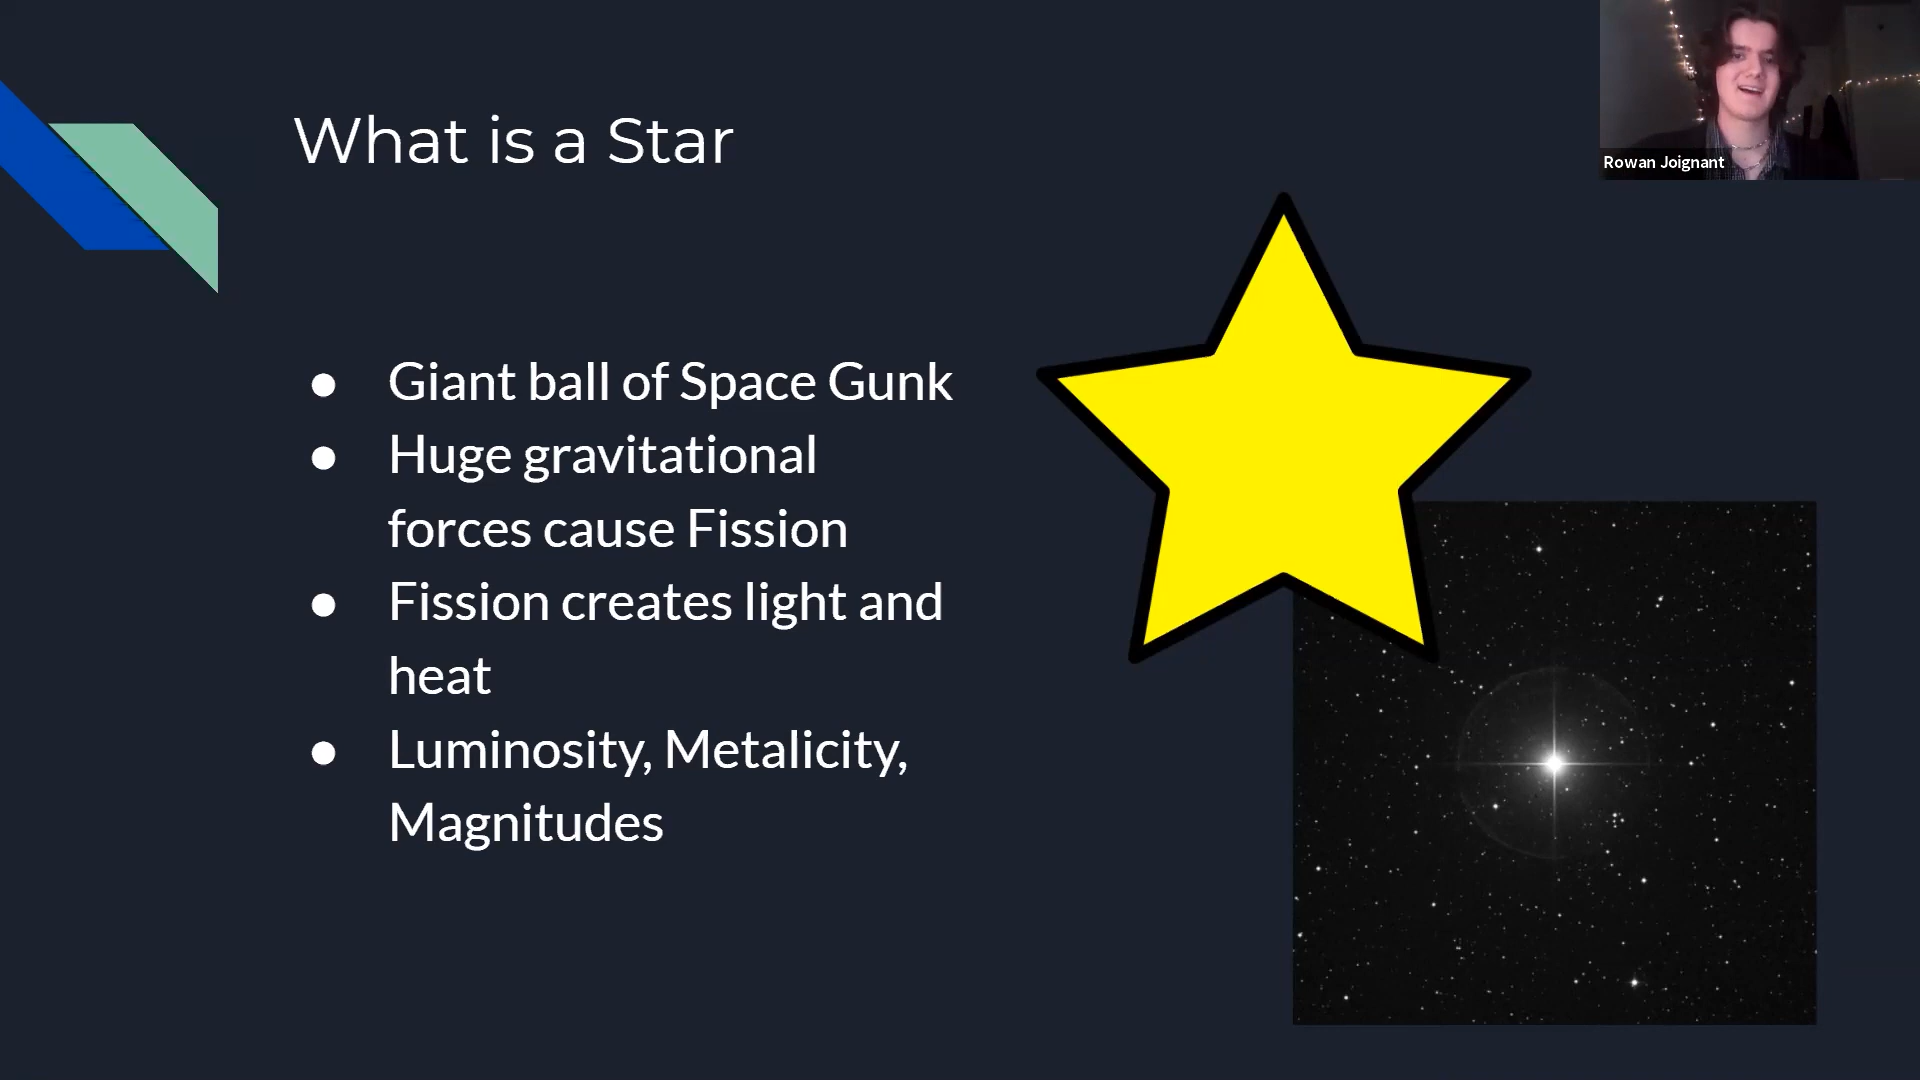 What is a Star
Rowan Joignant
● Giant ball of Space Gunk
● Huge gravitational
forces cause Fission
● Fission creates light and
heat
● Luminosity, Metalicity,
Magnitudes